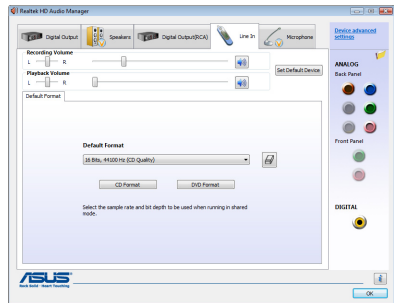 Realtek HD Audio Manager
Digital Output
Speakers
Digital Output(RCA)
Line In
Microphone
Device advanced
settings
Recording Volume
L
R
Playback Volume
L
R
Set Default Device
ANALOG
Back Panel
Default Format
Default Format
16 Bits, 44100 Hz (CD Quality)
CD Format
DVD Format
Select the sample rate and bit depth to be used when running in shared
mode.
Front Panel
DIGITAL
ASUS
Rock Solid · Heart Touching
i
OK